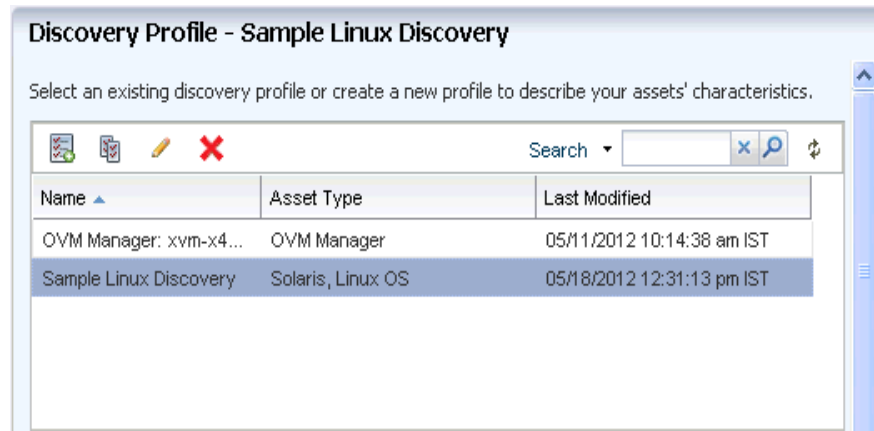 Discovery Profile - Sample Linux Discovery
Select an existing discovery profile or create a new profile to describe your assets' characteristics.
Search
Name Asset Type Last Modified
OVM Manager: xvm-x4... OVM Manager 05/11/2012 10:14:38 am IST
Sample Linux Discovery Solaris, Linux OS 05/18/2012 12:31:13 pm IST